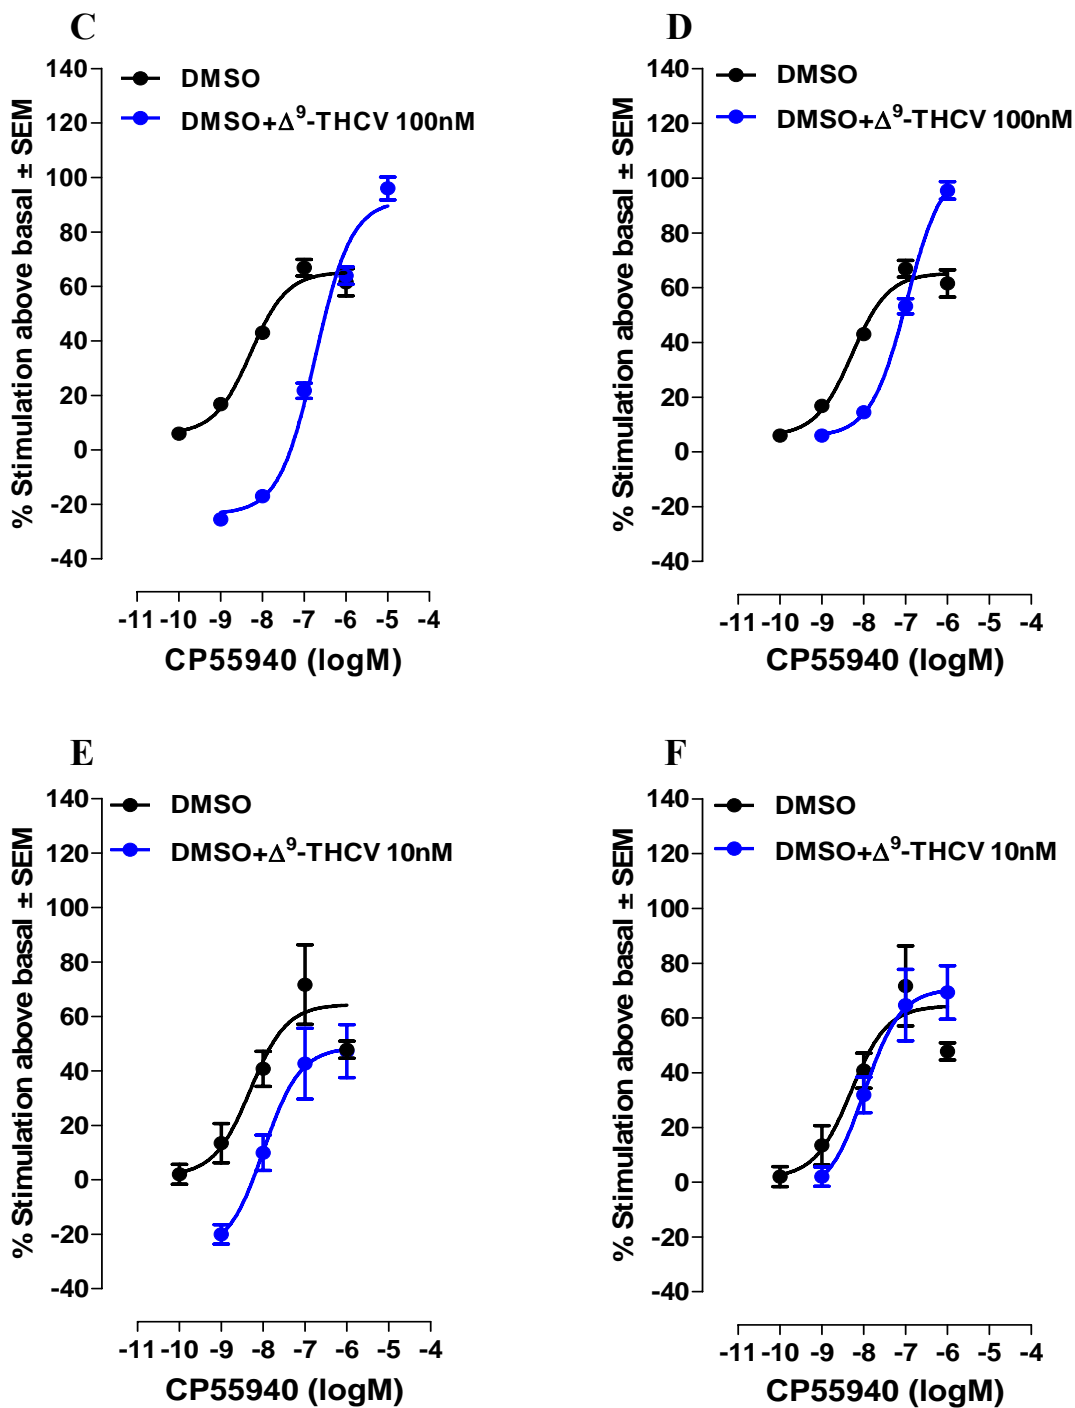 C
DMSO
DMSO+Δ⁹-THCV 100nM
% Stimulation above basal ± SEM
140
120
100
80
60
40
20
0
-20
-40
-11 -10 -9 -8 -7 -6 -5 -4
CP55940 (logM)
D
DMSO
DMSO+Δ⁹-THCV 100nM
% Stimulation above basal ± SEM
140
120
100
80
60
40
20
0
-20
-40
-11 -10 -9 -8 -7 -6 -5 -4
CP55940 (logM)
E
DMSO
DMSO+Δ⁹-THCV 10nM
% Stimulation above basal ± SEM
140
120
100
80
60
40
20
0
-20
-40
-11 -10 -9 -8 -7 -6 -5 -4
CP55940 (logM)
F
DMSO
DMSO+Δ⁹-THCV 10nM
% Stimulation above basal ± SEM
140
120
100
80
60
40
20
0
-20
-40
-11 -10 -9 -8 -7 -6 -5 -4
CP55940 (logM)